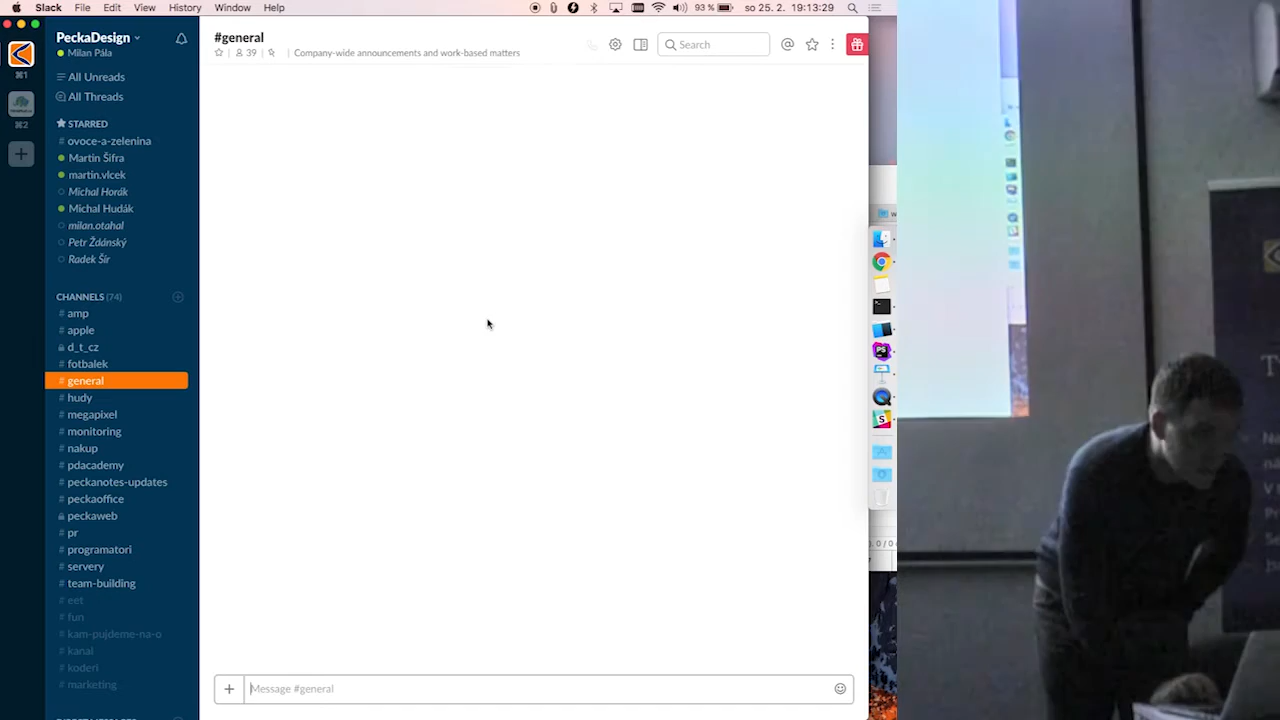 Slack File Edit View History Window Help 93 % so 25. 2. 19:13:29
⌘1
⌘2
PeckaDesign
Milan Pála
All Unreads
All Threads
STARRED
# ovoce-a-zelenina
Martin Šifra
martin.vlcek
Michal Horák
Michal Hudák
milan.otahal
Petr Ždánský
Radek Šír
CHANNELS (74)
# amp
# apple
d_t_cz
# fotbalek
# general
# hudy
# megapixel
# monitoring
# nakup
# pdacademy
# peckanotes-updates
# peckaoffice
peckaweb
# pr
# programatori
# servery
# team-building
# eet
# fun
# kam-pujdeme-na-o
# kanal
# koderi
# marketing
#general
39 | Company-wide announcements and work-based matters
Search
Message #general